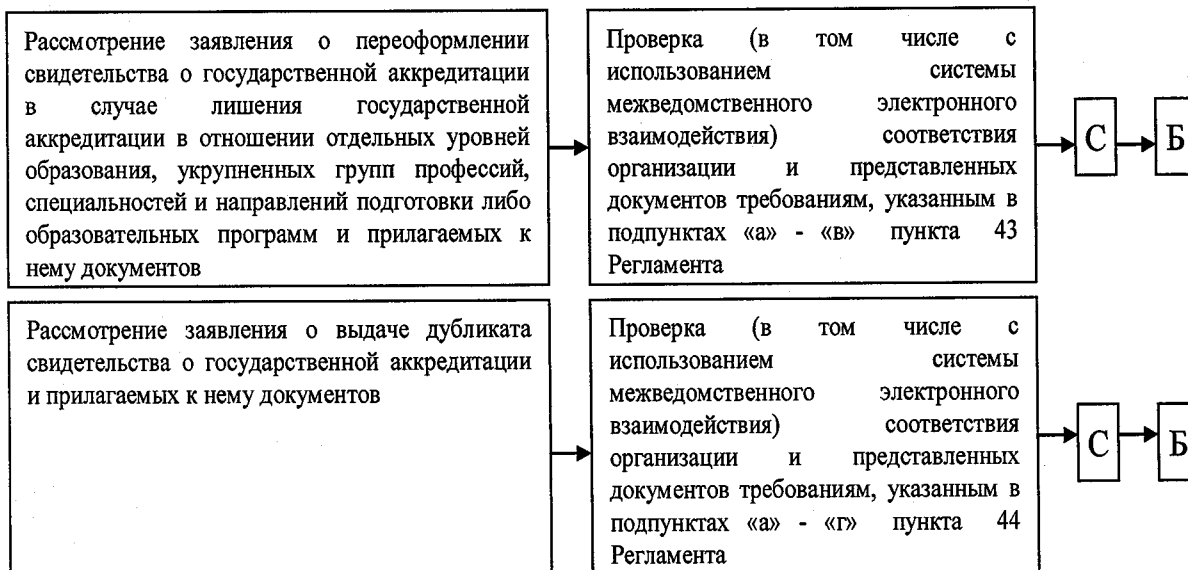 Рассмотрение заявления о переоформлении
свидетельства о государственной аккредитации
в случае лишения государственной
аккредитации в отношении отдельных уровней
образования, укрупненных групп профессий,
специальностей и направлений подготовки либо
образовательных программ и прилагаемых к
нему документов
Проверка (в том числе с
использованием системы
межведомственного электронного
взаимодействия) соответствия
организации и представленных
документов требованиям, указанным в
подпунктах «а» - «в» пункта 43
Регламента
С
Б
Рассмотрение заявления о выдаче дубликата
свидетельства о государственной аккредитации
и прилагаемых к нему документов
Проверка (в том числе с
использованием системы
межведомственного электронного
взаимодействия) соответствия
организации и представленных
документов требованиям, указанным в
подпунктах «а» - «г» пункта 44
Регламента
С
Б